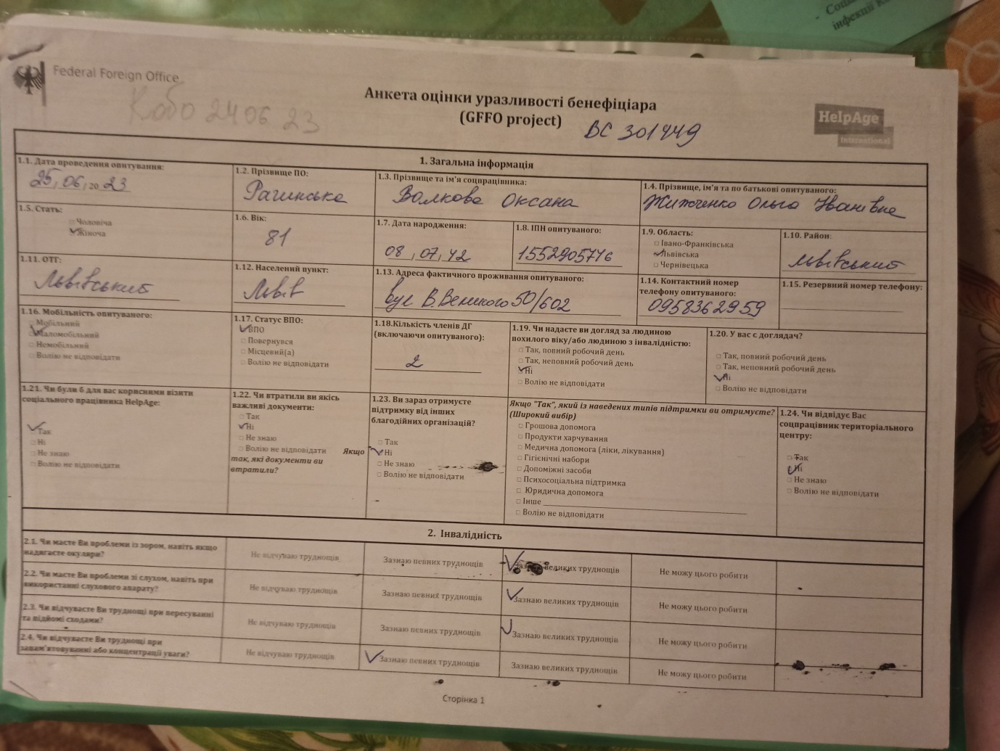 Соці
інфекції К
Federal Foreign Office
Кобо 24 06 23
Анкета оцінки уразливості бенефіціара
(GFFO project)
ВС 301449
HelpAge
International
1. Загальна інформація
1.1. Дата проведення опитування:
25, 06, 20 23
1.2. Прізвище ПО:
Рагинська
1.3. Прізвище та ім'я соцпрацівника:
Волкова Оксана
1.4. Прізвище, ім'я та по батькові опитуваного:
Ольга Іванівна
1.5. Стать:
□ Чоловіча
✓ Жіноча
1.6. Вік:
81
1.7. Дата народження:
08, 07, 42
1.8. ІПН опитуваного:
1552905746
1.9. Область:
□ Івано-Франківська
✓ Львівська
□ Чернівецька
1.10. Район:
Львівський
1.11. ОТГ:
Львівський
1.12. Населений пункт:
Львів
1.13. Адреса фактичного проживання опитуваного:
вул В.Великого 50/602
1.14. Контактний номер
телефону опитуваного:
0958362959
1.15. Резервний номер телефону:
1.16. Мобільність опитуваного:
□ Мобільний
✓ Маломобільний
□ Немобільний
□ Волію не відповідати
1.17. Статус ВПО:
✓ ВПО
□ Повернувся
□ Місцевий(а)
□ Волію не відповідати
1.18.Кількість членів ДГ
(включаючи опитуваного):
2
1.19. Чи надаєте ви догляд за людиною
похилого віку/або людиною з інвалідністю:
□ Так, повний робочий день
□ Так, неповний робочий день
✓ Ні
□ Волію не відповідати
1.20. У вас є доглядач?
□ Так, повний робочий день
□ Так, неповний робочий день
✓ Ні
□ Волію не відповідати
1.21. Чи були б для вас корисними візити
соціального працівника HelpAge:
✓ Так
□ Ні
□ Не знаю
□ Волію не відповідати
1.22. Чи втратили ви якісь
важливі документи:
□ Так
✓ Ні
□ Не знаю
□ Волію не відповідати Якщо
так, які документи ви
втратили?
1.23. Ви зараз отримуєте
підтримку від інших
благодійних організацій?
□ Так
✓ Ні
□ Не знаю
□ Волію не відповідати
Якщо "Так", який із наведених типів підтримки ви отримуєте?
(Широкий вибір)
□ Грошова допомога
□ Продукти харчування
□ Медична допомога (ліки, лікування)
□ Гігієнічні набори
□ Допоміжні засоби
□ Психосоціальна підтримка
□ Юридична допомога
□ Інше
□ Волію не відповідати
1.24. Чи відвідує Вас
соцпрацівник територіального
центру:
□ Так
✓ Ні
□ Не знаю
□ Волію не відповідати
2. Інвалідність
2.1. Чи маєте Ви проблеми із зором, навіть якщо
надягаєте окуляри?
Не відчуваю труднощів
Зазнаю певних труднощів
✓ Зазнаю великих труднощів
Не можу цього робити
2.2. Чи маєте Ви проблеми зі слухом, навіть при
використанні слухового апарату?
Не відчуваю труднощів
Зазнаю певних труднощів
✓ Зазнаю великих труднощів
Не можу цього робити
2.3. Чи відчуваєте Ви труднощі при пересуванні
та підйомі сходами?
Не відчуваю труднощів
Зазнаю певних труднощів
✓ Зазнаю великих труднощів
Не можу цього робити
2.4. Чи відчуваєте Ви труднощі при
запам'ятовуванні або концентрації уваги?
Не відчуваю труднощів
✓ Зазнаю певних труднощів
Зазнаю великих труднощів
Не можу цього робити
Сторінка 1